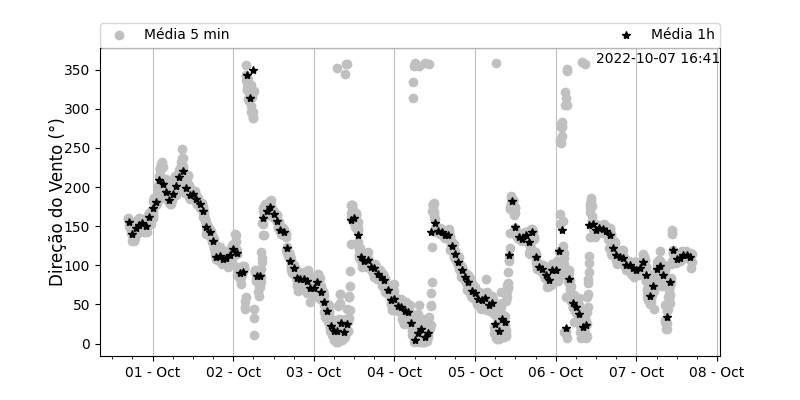 Média 5 min
Média 1h
2022-10-07 16:41
Direção do Vento (°)
350
300
250
200
150
100
50
0
01 - Oct
02 - Oct
03 - Oct
04 - Oct
05 - Oct
06 - Oct
07 - Oct
08 - Oct